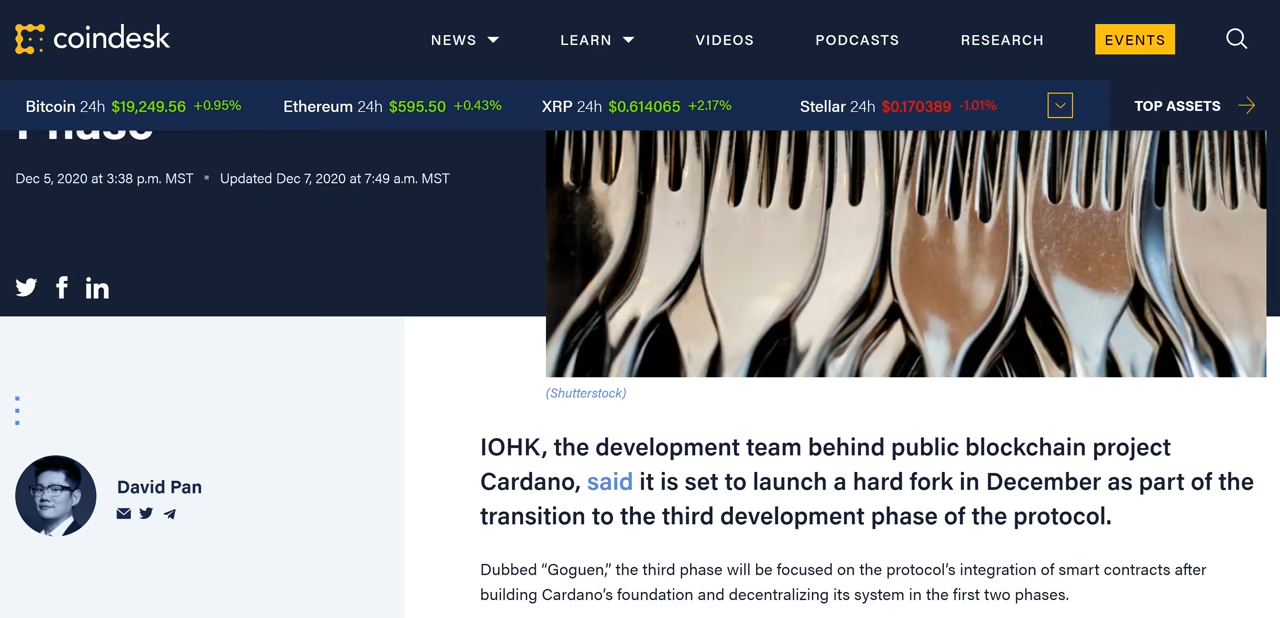 coindesk
NEWS LEARN VIDEOS PODCASTS RESEARCH EVENTS
Bitcoin 24h $19,249.56 +0.95% Ethereum 24h $595.50 +0.43% XRP 24h $0.614065 +2.17% Stellar 24h $0.170389 -1.01% TOP ASSETS
Phase
Dec 5, 2020 at 3:38 p.m. MST ▪ Updated Dec 7, 2020 at 7:49 a.m. MST
(Shutterstock)
David Pan
IOHK, the development team behind public blockchain project
Cardano, said it is set to launch a hard fork in December as part of the
transition to the third development phase of the protocol.
Dubbed “Goguen,” the third phase will be focused on the protocol’s integration of smart contracts after
building Cardano’s foundation and decentralizing its system in the first two phases.